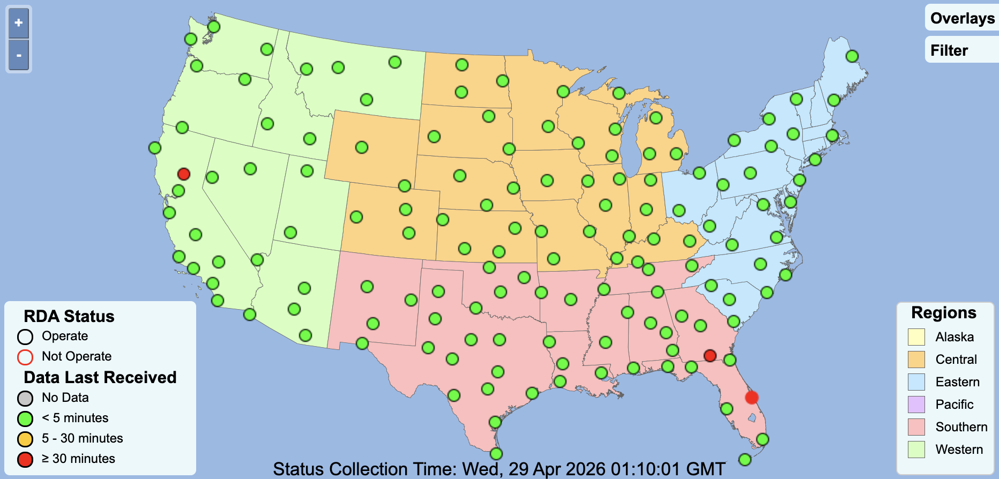 +
-
Overlays
Filter
RDA Status
Operate
Not Operate
Data Last Received
No Data
< 5 minutes
5 - 30 minutes
≥ 30 minutes
Regions
Alaska
Central
Eastern
Pacific
Southern
Western
Status Collection Time: Wed, 29 Apr 2026 01:10:01 GMT